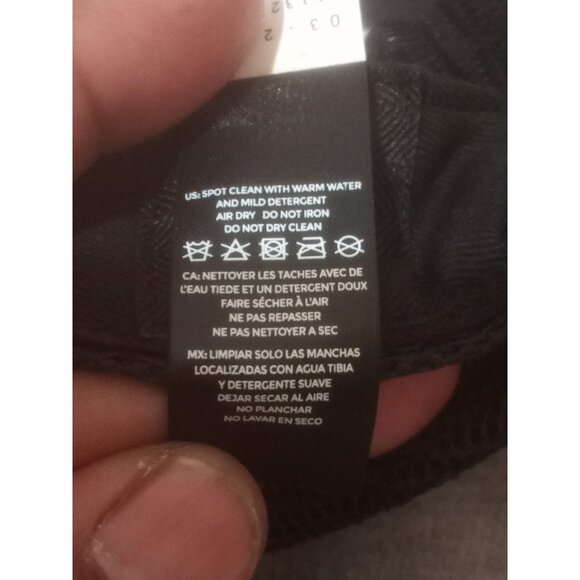 03-2
US: SPOT CLEAN WITH WARM WATER
AND MILD DETERGENT
AIR DRY DO NOT IRON
DO NOT DRY CLEAN
CA: NETTOYER LES TACHES AVEC DE
L'EAU TIEDE ET UN DETERGENT DOUX
FAIRE SÉCHER À L'AIR
NE PAS REPASSER
NE PAS NETTOYER A SEC
MX: LIMPIAR SOLO LAS MANCHAS
LOCALIZADAS CON AGUA TIBIA
Y DETERGENTE SUAVE
DEJAR SECAR AL AIRE
NO PLANCHAR
NO LAVAR EN SECO